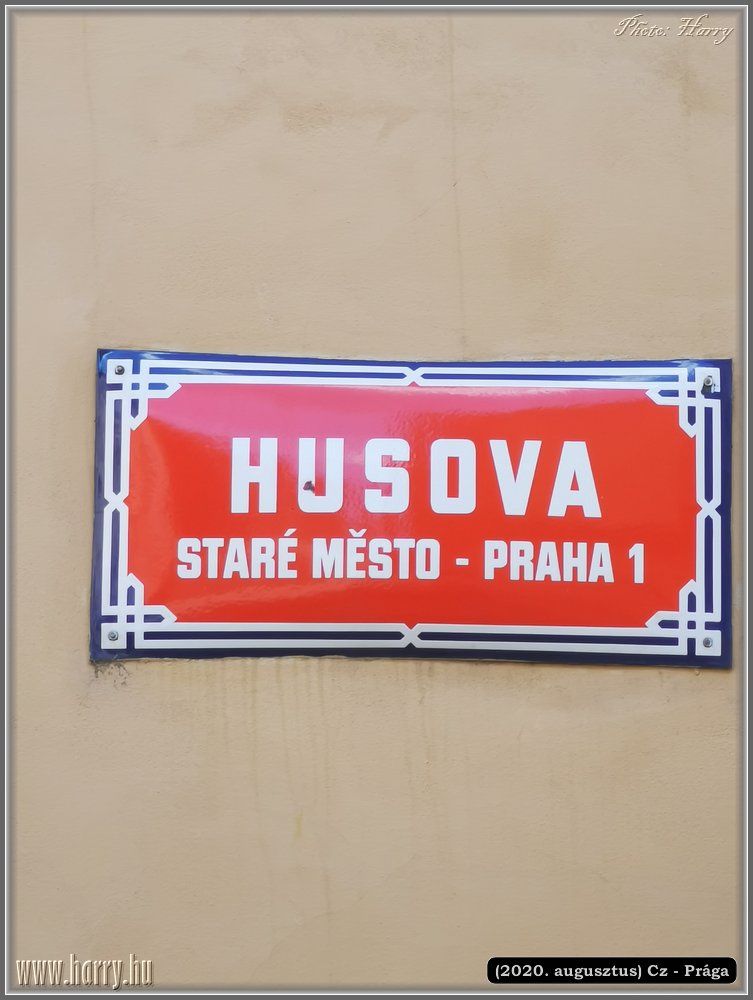 Photo: Harry
HUSOVA
STARÉ MĚSTO - PRAHA 1
www.harry.hu
(2020. augusztus) Cz - Prága